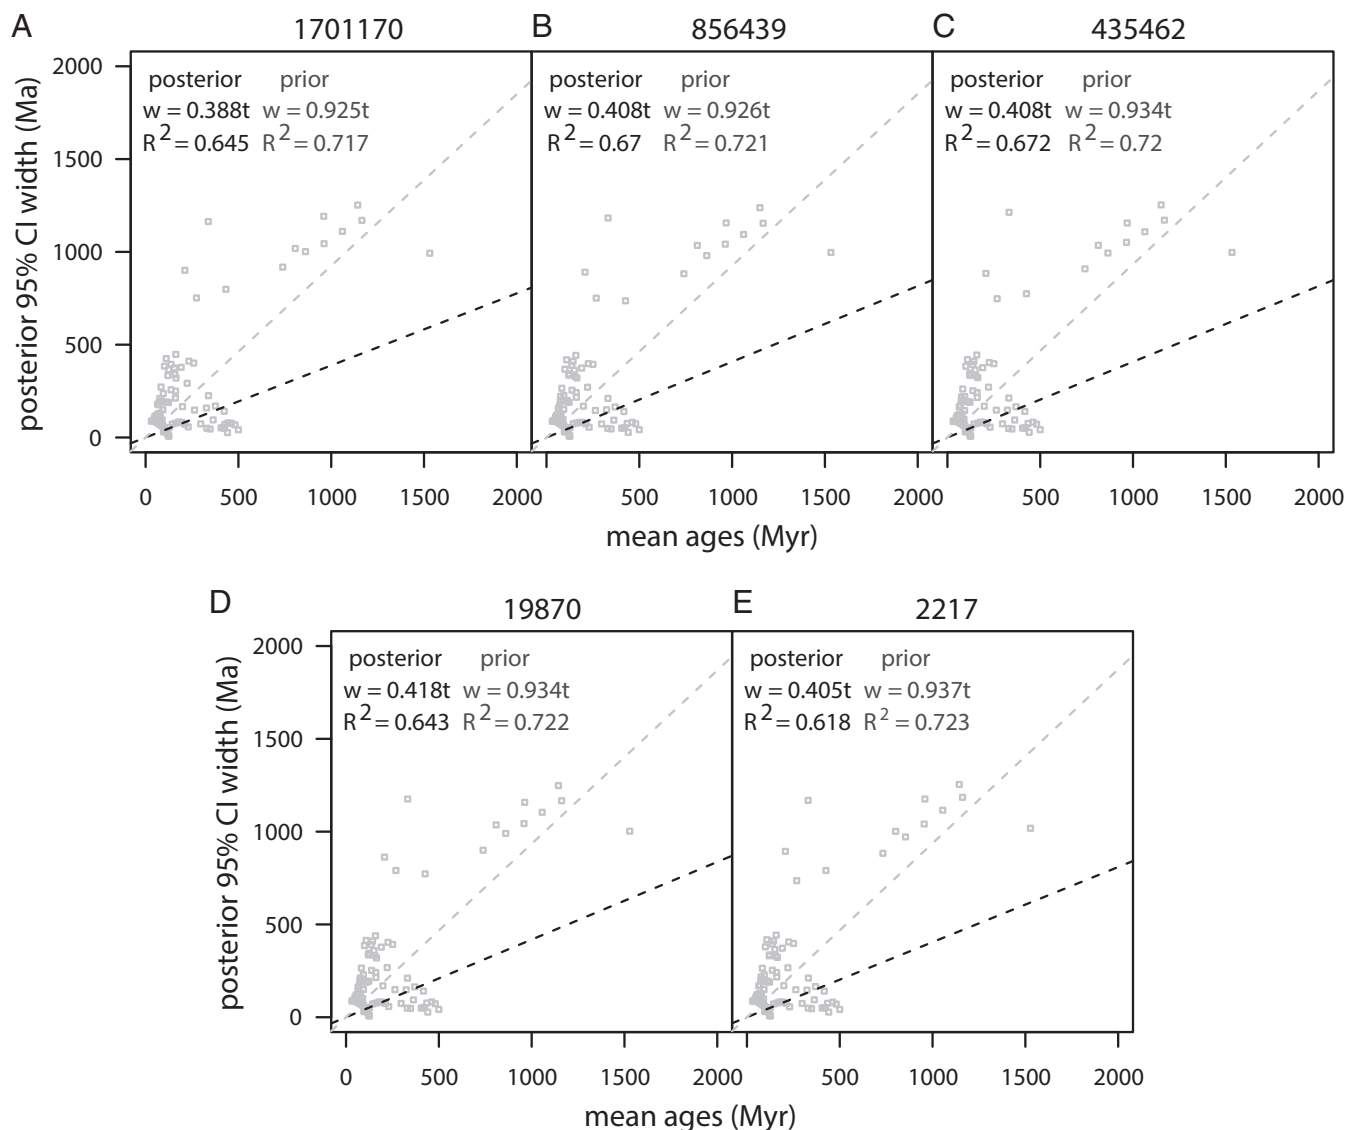 A 1701170 B 856439 C 435462
posterior 95% CI width (Ma)
2000
1500
1000
500
0
posterior prior
w = 0.388t w = 0.925t
R² = 0.645 R² = 0.717
posterior prior
w = 0.408t w = 0.926t
R² = 0.67 R² = 0.721
posterior prior
w = 0.408t w = 0.934t
R² = 0.672 R² = 0.72
0 500 1000 1500 2000 500 1000 1500 2000 500 1000 1500 2000
mean ages (Myr)
D 19870 E 2217
posterior 95% CI width (Ma)
2000
1500
1000
500
0
posterior prior
w = 0.418t w = 0.934t
R² = 0.643 R² = 0.722
posterior prior
w = 0.405t w = 0.937t
R² = 0.618 R² = 0.723
0 500 1000 1500 2000 500 1000 1500 2000
mean ages (Myr)